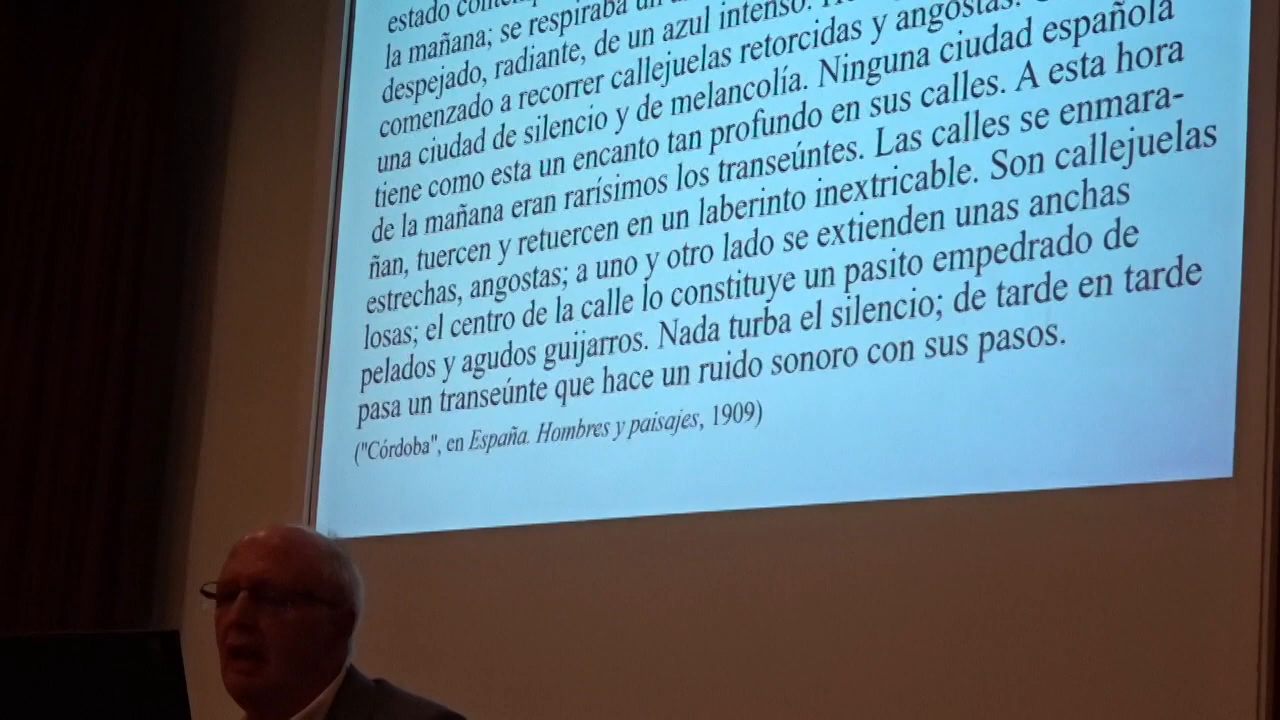 estado
la mañana; se respiraba un
despejado, radiante, de un azul intenso.
comenzado a recorrer callejuelas retorcidas y angostas.
una ciudad de silencio y de melancolía. Ninguna ciudad española
tiene como esta un encanto tan profundo en sus calles. A esta hora
de la mañana eran rarísimos los transeúntes. Las calles se enmara-
ñan, tuercen y retuercen en un laberinto inextricable. Son callejuelas
estrechas, angostas; a uno y otro lado se extienden unas anchas
losas; el centro de la calle lo constituye un pasito empedrado de
pelados y agudos guijarros. Nada turba el silencio; de tarde en tarde
pasa un transeúnte que hace un ruido sonoro con sus pasos.
("Córdoba", en España. Hombres y paisajes, 1909)